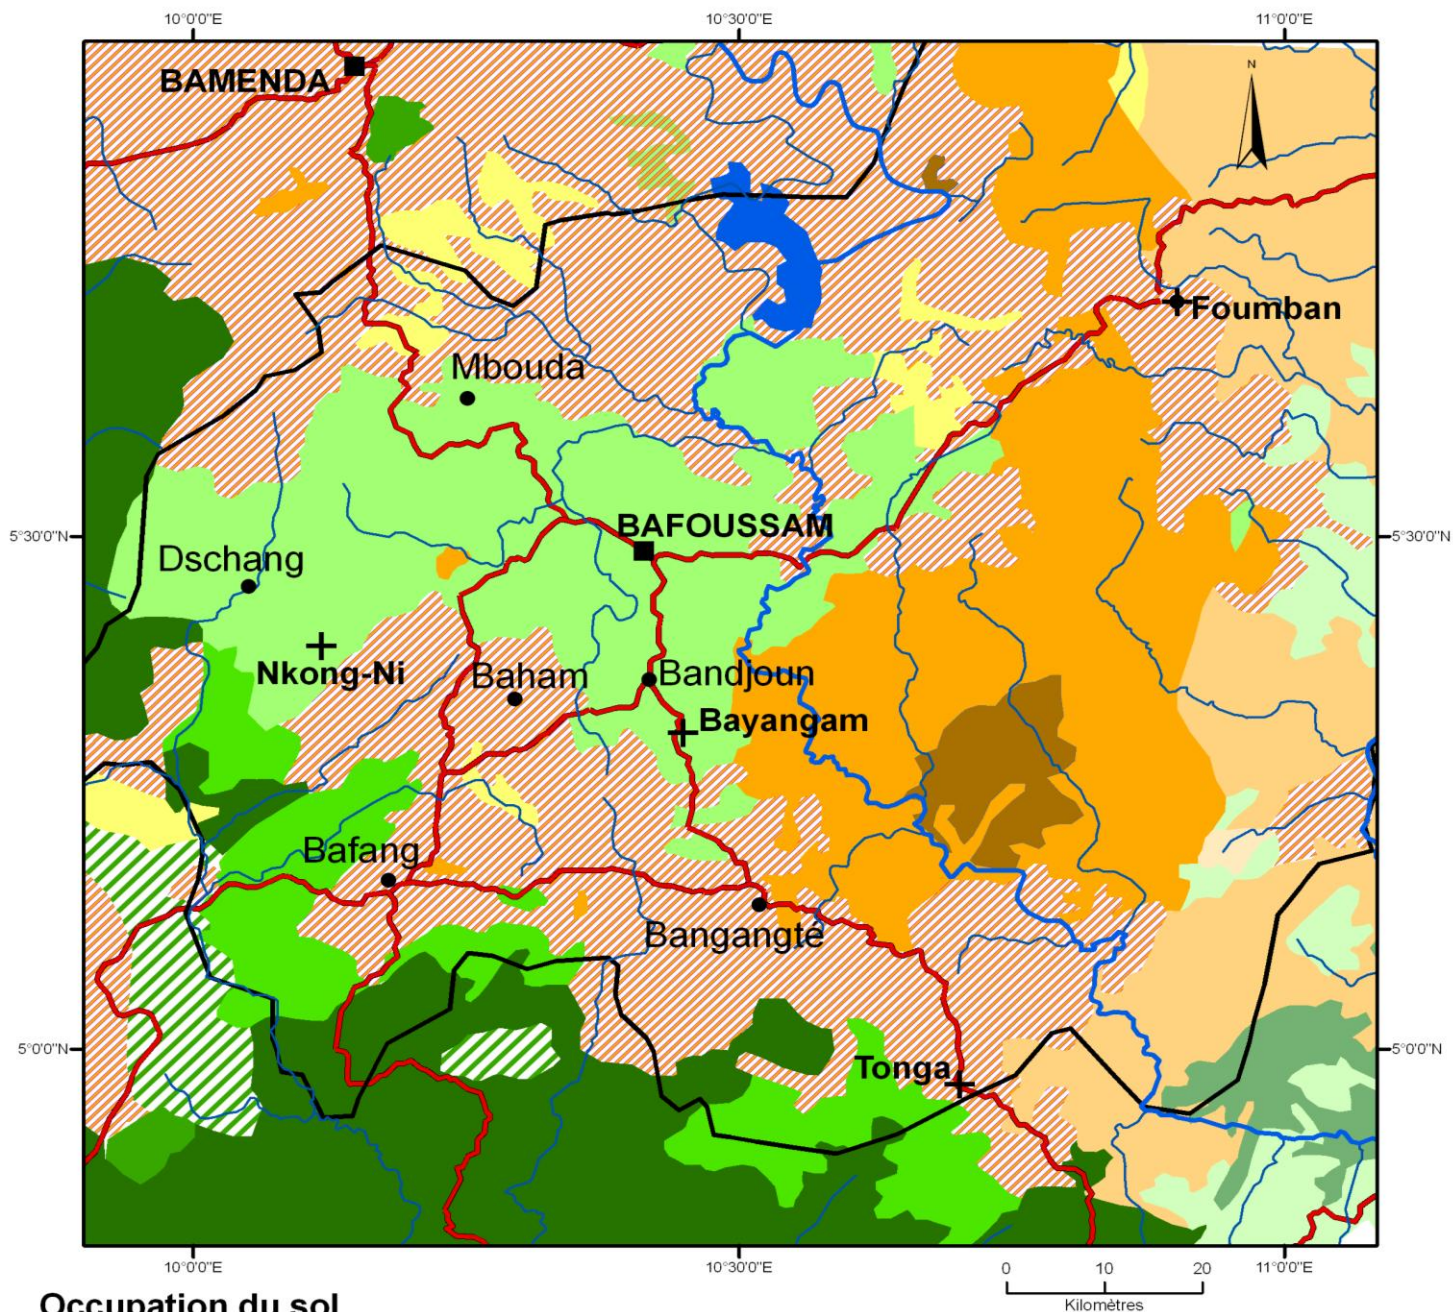 10°0'0"E 10°30'0"E 11°0'0"E
N
BAMENDA
Foumban
Mbouda
5°30'0"N BAFOUSSAM 5°30'0"N
Dschang
Nkong-Ni Baham Bandjoun
Bayangam
Bafang
Bangangté
5°0'0"N Tonga 5°0'0"N
10°0'0"E 10°30'0"E 0 10 20 11°0'0"E
Kilomètres
Occupation du sol